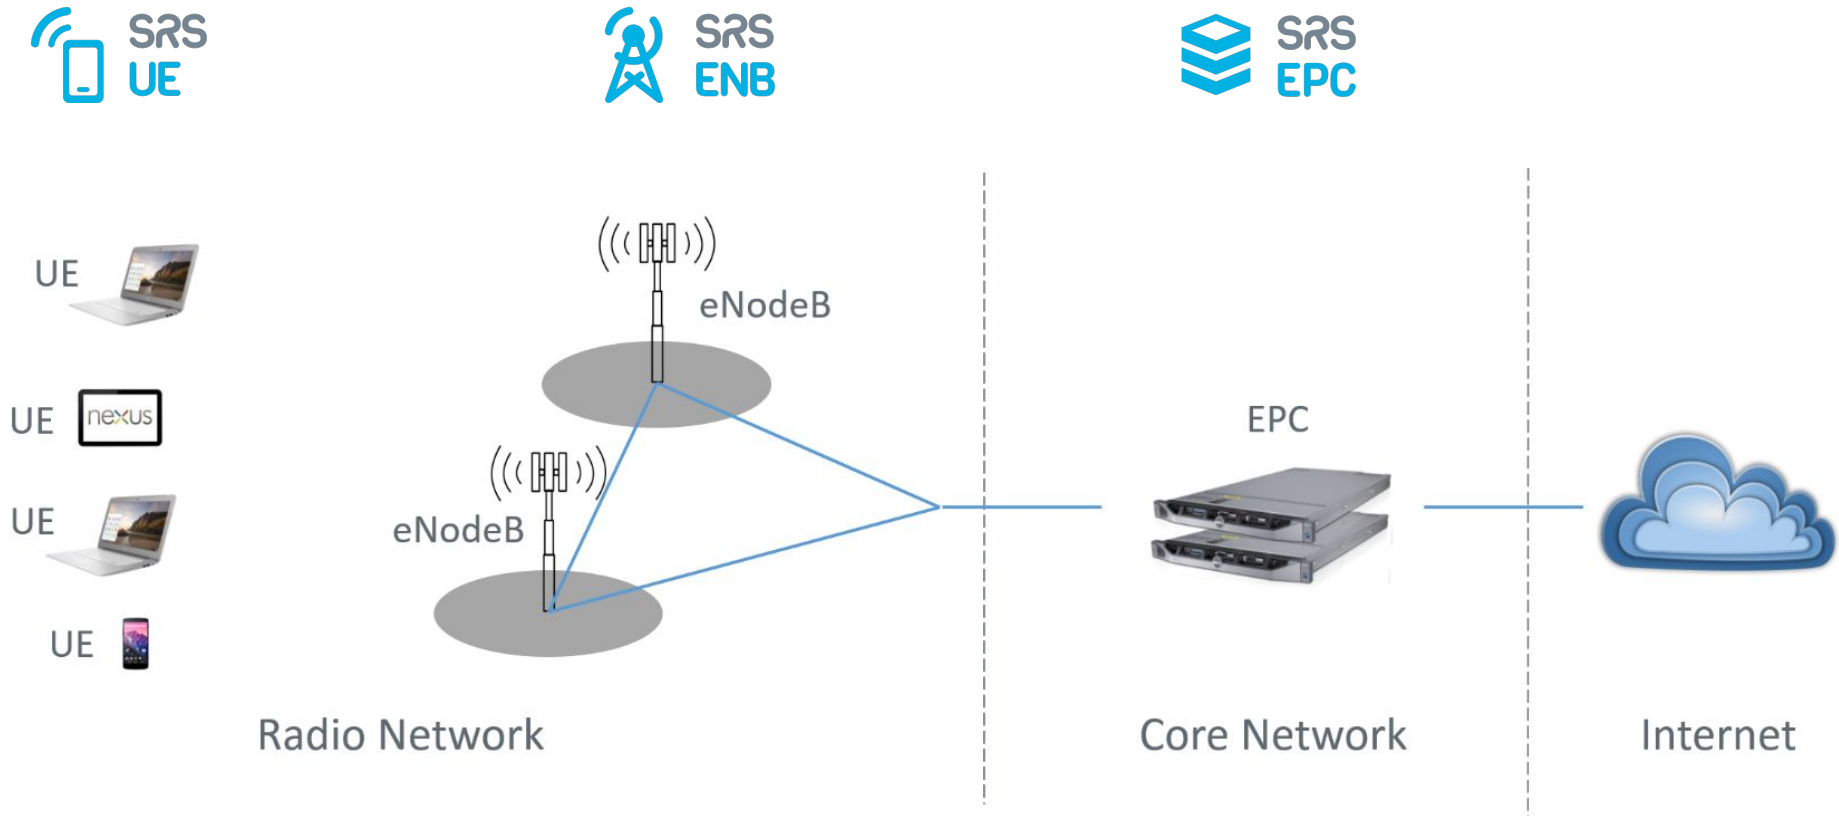 SRS
UE
SRS
ENB
SRS
EPC
UE
eNodeB
UE
nexus
EPC
UE
eNodeB
UE
Radio Network
Core Network
Internet